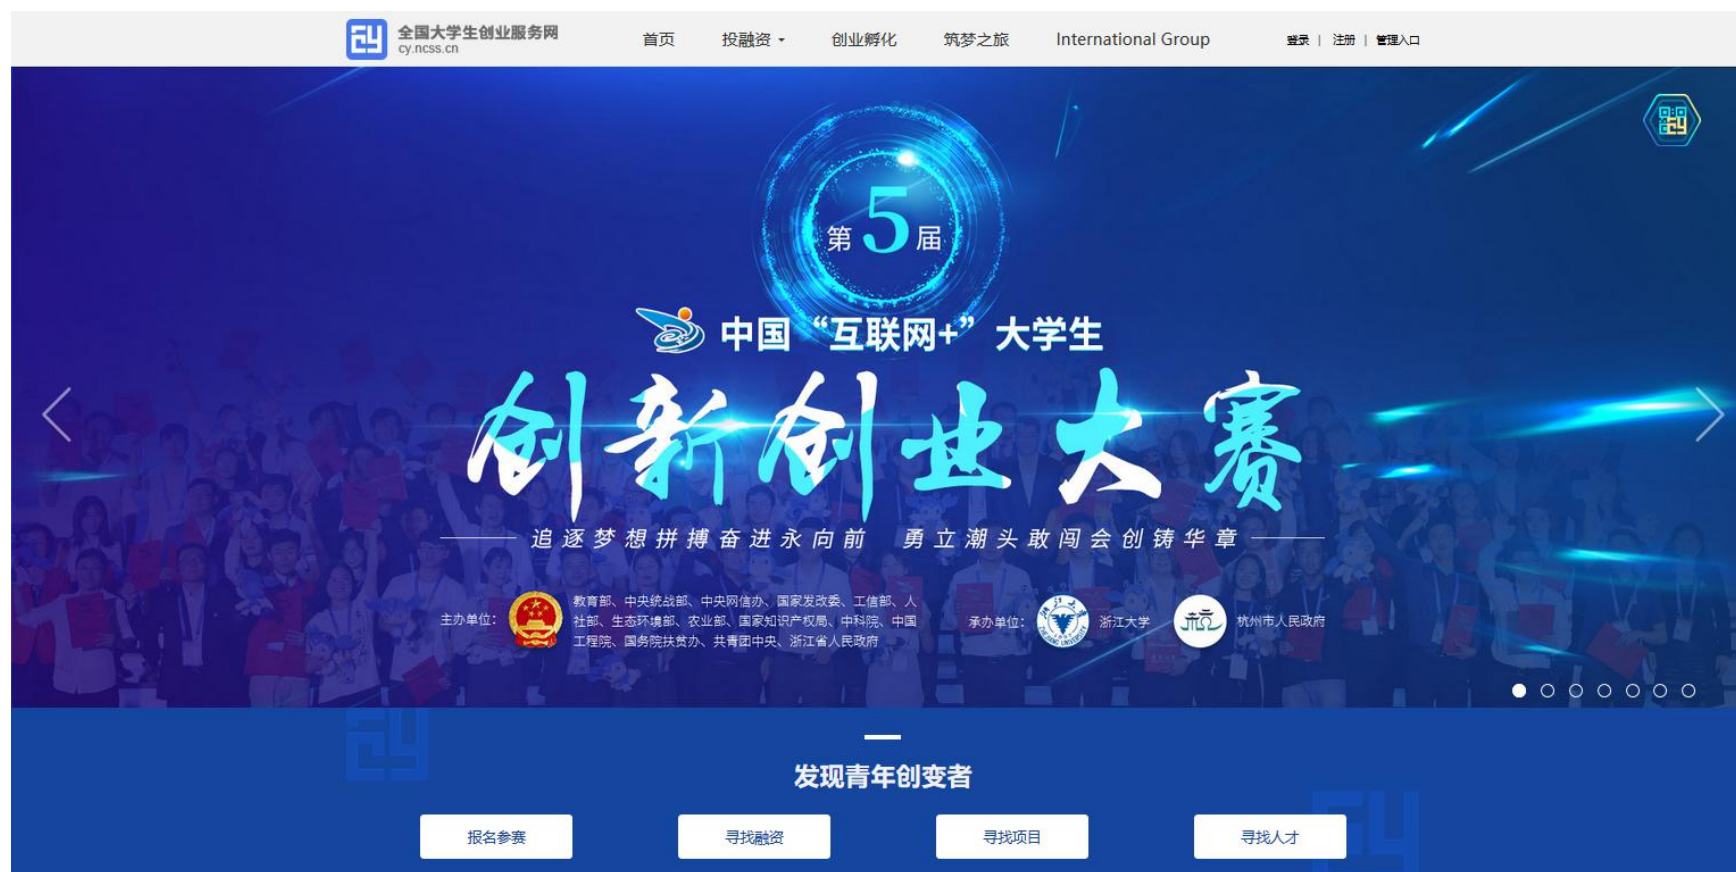 全国大学生创业服务网
cy.ncss.cn
首页 投融资 创业孵化 筑梦之旅 International Group 登录 | 注册 | 管理入口
第5届
中国“互联网+”大学生
创新创业大赛
追逐梦想拼搏奋进永向前 勇立潮头敢闯会创铸华章
主办单位：
教育部、中央统战部、中央网信办、国家发改委、工信部、人
社部、生态环境部、农业部、国家知识产权局、中科院、中国
工程院、国务院扶贫办、共青团中央、浙江省人民政府
承办单位： 浙江大学 杭州市人民政府
发现青年创变者
报名参赛 寻找融资 寻找项目 寻找人才